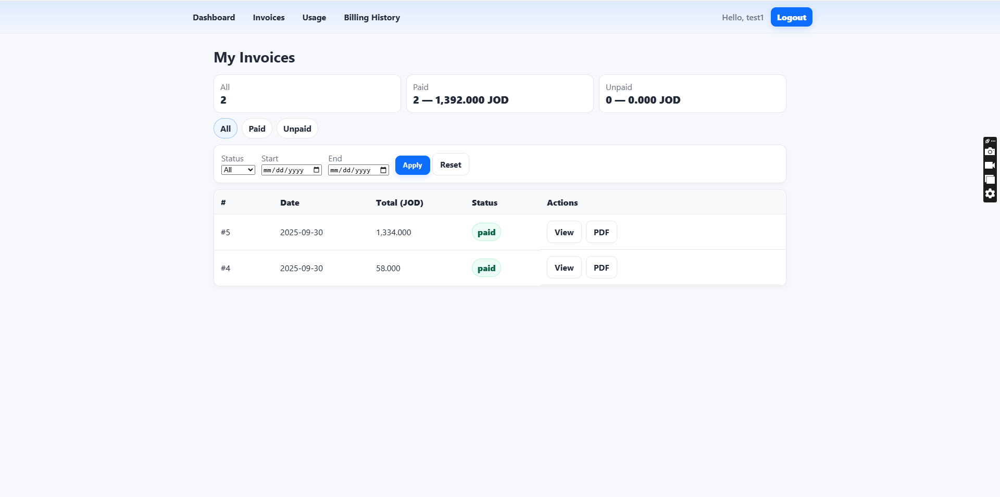 Dashboard Invoices Usage Billing History Hello, test1 Logout
My Invoices
All Paid Unpaid
2 2 — 1,392.000 JOD 0 — 0.000 JOD
All Paid Unpaid
Status Start End
All mm/dd/yyyy mm/dd/yyyy Apply Reset
# Date Total (JOD) Status Actions
#5 2025-09-30 1,334.000 paid View PDF
#4 2025-09-30 58.000 paid View PDF